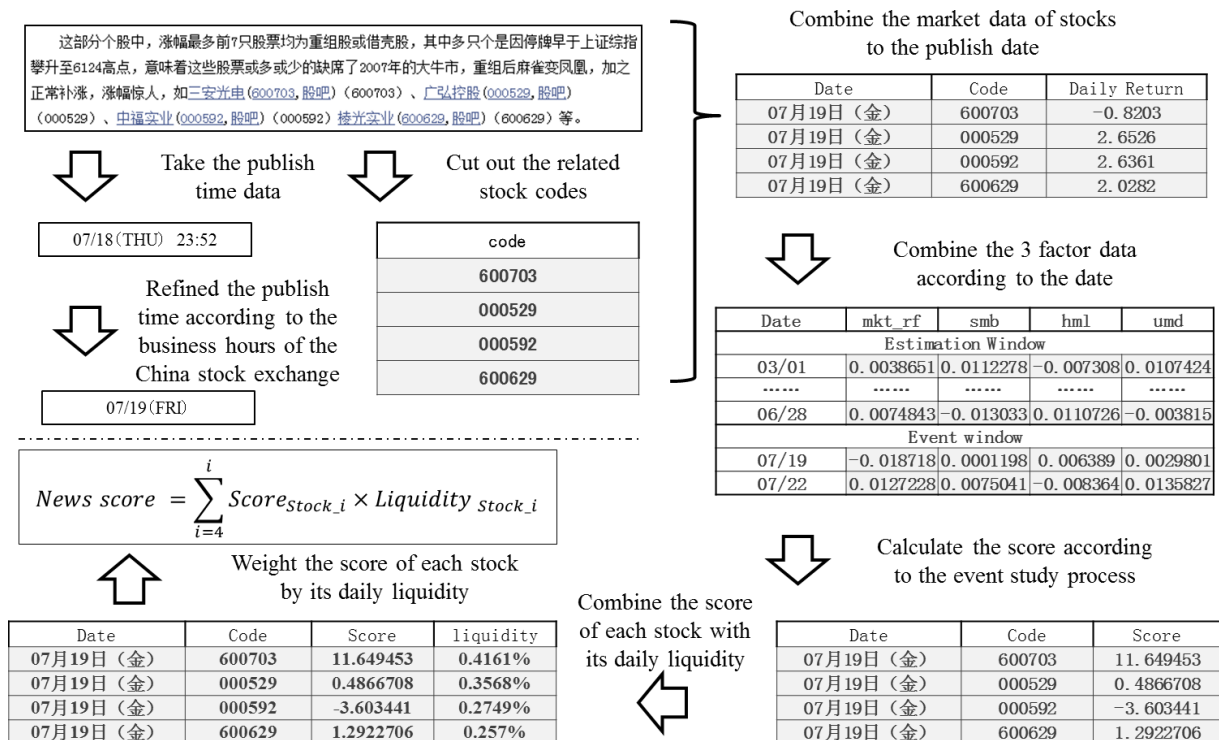 这部分个股中，涨幅最多前7只股票均为重组股或借壳股，其中多只个是因停牌早于上证综指
攀升至6124高点，意味着这些股票或多或少的缺席了2007年的大牛市，重组后麻雀变凤凰，加之
正常补涨，涨幅惊人，如三安光电(600703,股吧)（600703）、广弘控股(000529,股吧)
（000529）、中福实业(000592,股吧)（000592）棱光实业(600629,股吧)（600629）等。
Take the publish
time data
Cut out the related
stock codes
07/18(THU) 23:52
Refined the publish
time according to the
business hours of the
China stock exchange
07/19(FRI)
code
600703
000529
000592
600629
Combine the market data of stocks
to the publish date
Date Code Daily Return
07月19日（金） 600703 -0.8203
07月19日（金） 000529 2.6526
07月19日（金） 000592 2.6361
07月19日（金） 600629 2.0282
Combine the 3 factor data
according to the date
Date mkt_rf smb hml umd
Estimation Window
03/01 0.0038651 0.0112278 -0.007308 0.0107424
…… …… …… …… ……
06/28 0.0074843 -0.013033 0.0110726 -0.003815
Event window
07/19 -0.018718 0.0001198 0.006389 0.0029801
07/22 0.0127228 0.0075041 -0.008364 0.0135827
Calculate the score according
to the event study process
Date Code Score
07月19日（金） 600703 11.649453
07月19日（金） 000529 0.4866708
07月19日（金） 000592 -3.603441
07月19日（金） 600629 1.2922706
Combine the score
of each stock with
its daily liquidity
Date Code Score liquidity
07月19日（金） 600703 11.649453 0.4161%
07月19日（金） 000529 0.4866708 0.3568%
07月19日（金） 000592 -3.603441 0.2749%
07月19日（金） 600629 1.2922706 0.257%
Weight the score of each stock
by its daily liquidity
i
News score = ∑ Score Stock_i × Liquidity Stock_i
i=4